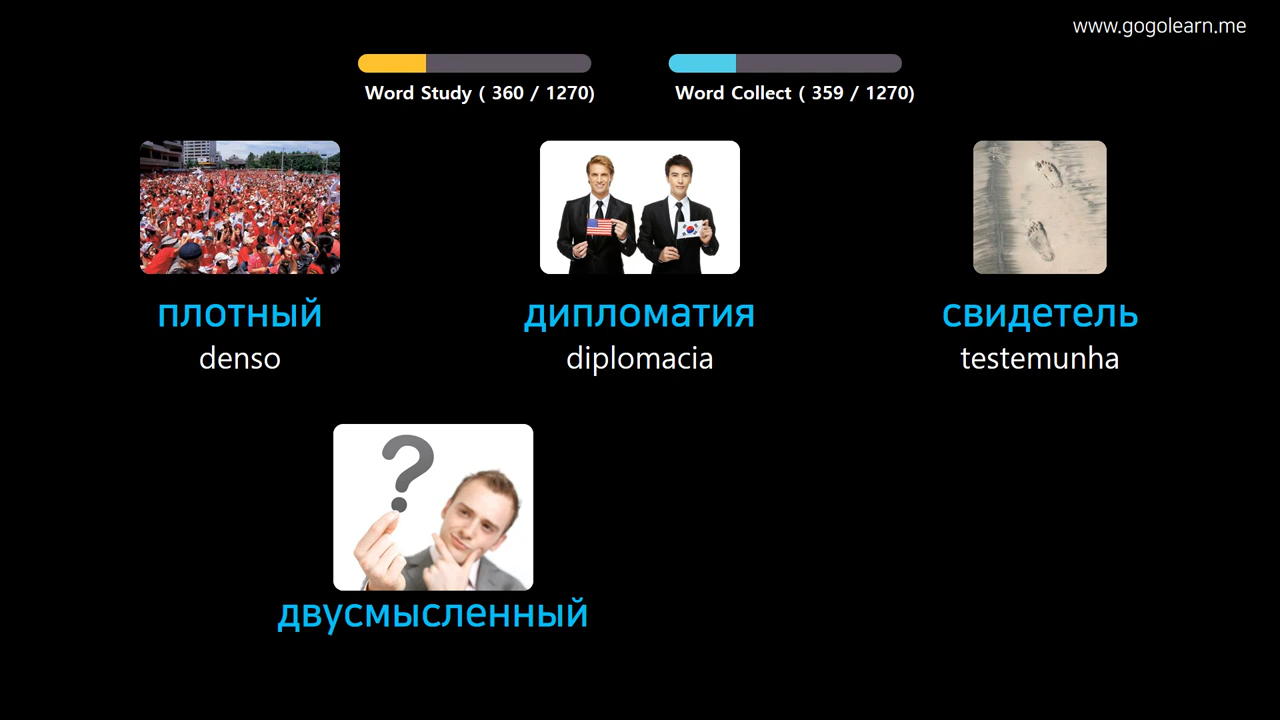 www.gogolearn.me
Word Study ( 360 / 1270)
Word Collect ( 359 / 1270)
плотный
denso
дипломатия
diplomacia
свидетель
testemunha
?
двусмысленный